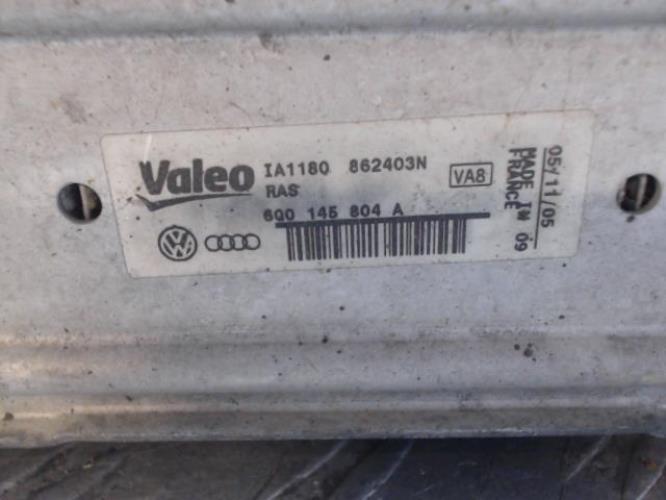 Valeo
IA1180 862403N
RAS
VA8
6Q0 145 804 A
05/11/05
MADE IN 09
FRANCE